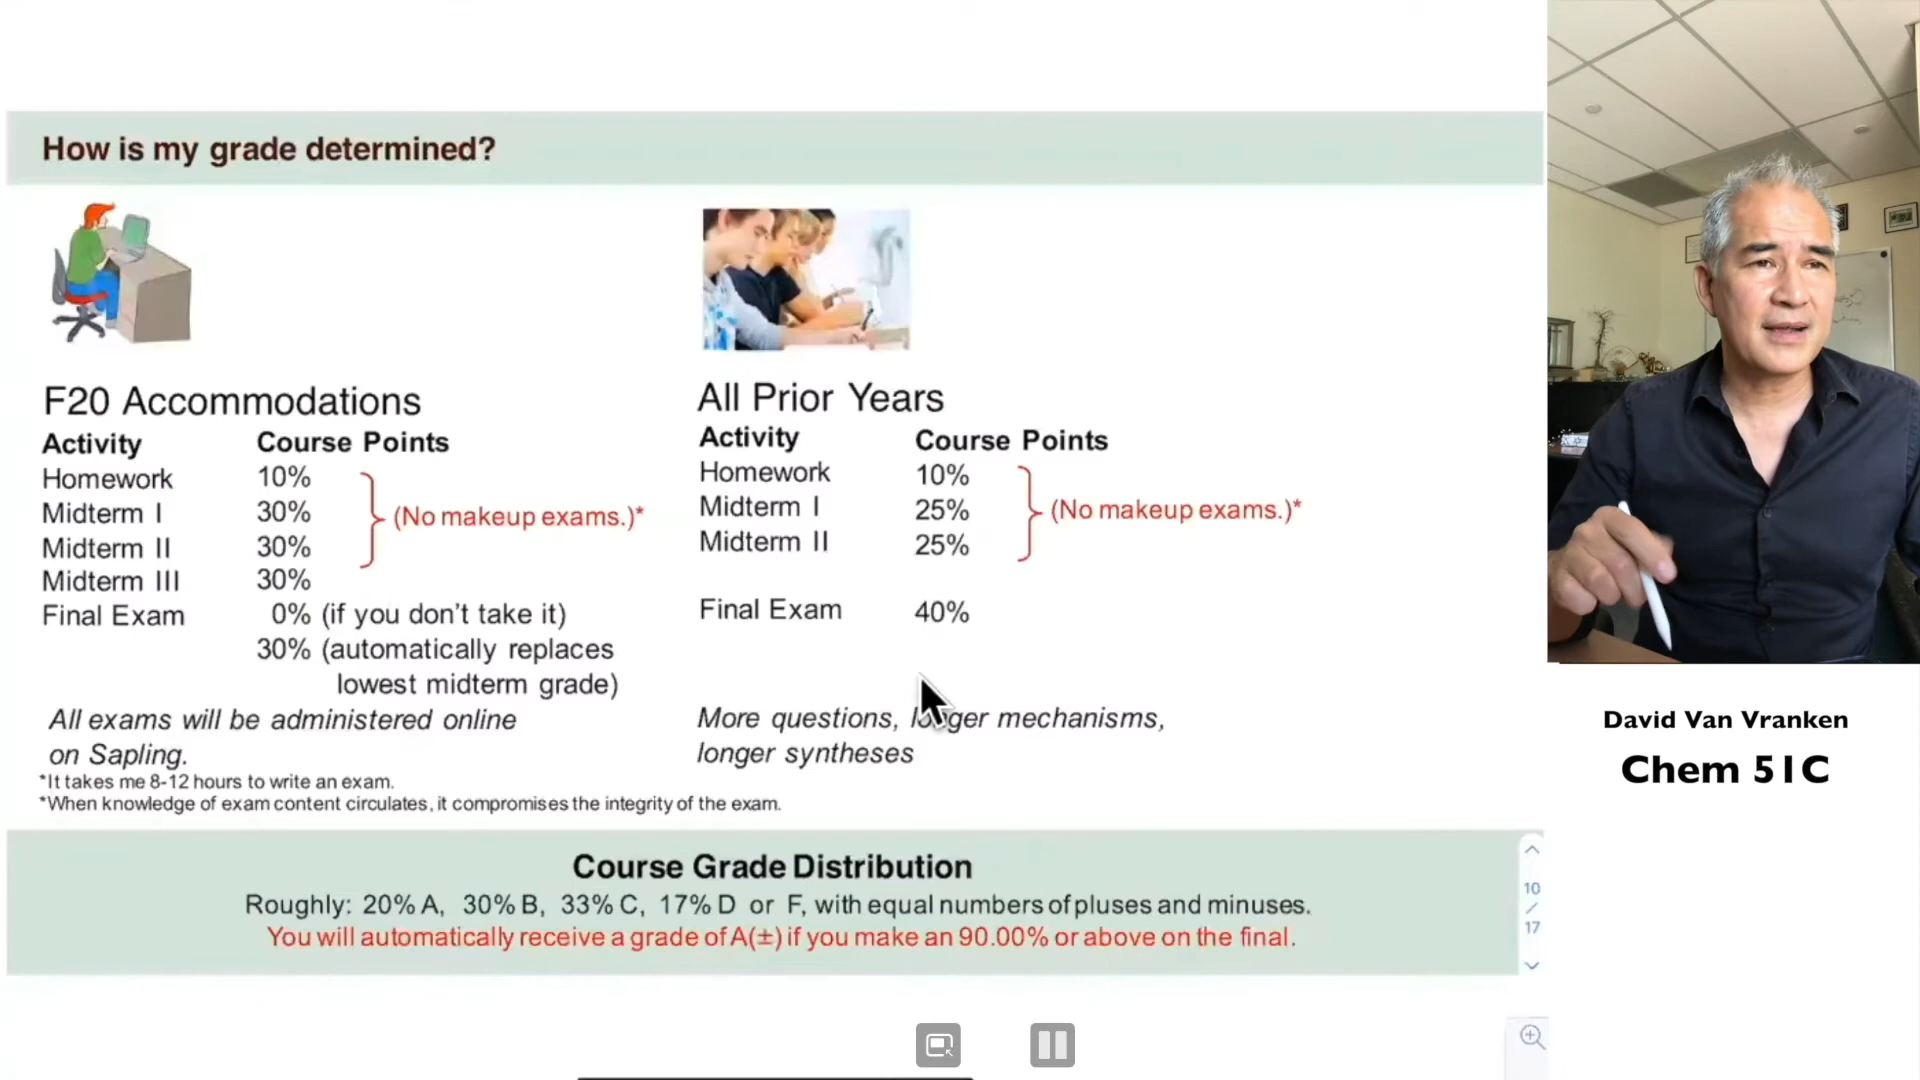 How is my grade determined?
F20 Accommodations
Activity Course Points
Homework 10%
Midterm I 30%
Midterm II 30%
(No makeup exams.)*
Midterm III 30%
Final Exam 0% (if you don't take it)
30% (automatically replaces
lowest midterm grade)
All exams will be administered online
on Sapling.
*It takes me 8-12 hours to write an exam.
*When knowledge of exam content circulates, it compromises the integrity of the exam.
All Prior Years
Activity Course Points
Homework 10%
Midterm I 25%
Midterm II 25%
(No makeup exams.)*
Final Exam 40%
More questions, longer mechanisms,
longer syntheses
Course Grade Distribution
Roughly: 20% A, 30% B, 33% C, 17% D or F, with equal numbers of pluses and minuses.
You will automatically receive a grade of A(±) if you make an 90.00% or above on the final.
10
/
17
David Van Vranken
Chem 51C